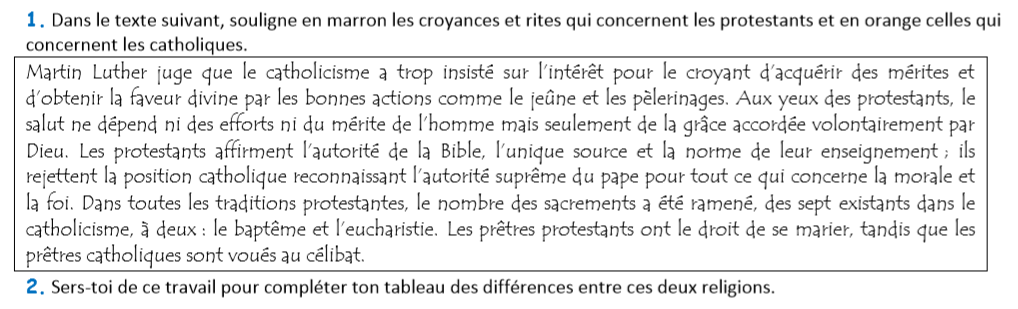 1. Dans le texte suivant, souligne en marron les croyances et rites qui concernent les protestants et en orange celles qui
concernent les catholiques.
Martin Luther juge que le catholicisme a trop insisté sur l'intérêt pour le croyant d'acquérir des mérites et
d'obtenir la faveur divine par les bonnes actions comme le jeûne et les pèlerinages. Aux yeux des protestants, le
salut ne dépend ni des efforts ni du mérite de l'homme mais seulement de la grâce accordée volontairement par
Dieu. Les protestants affirment l'autorité de la Bible, l'unique source et la norme de leur enseignement ; ils
rejettent la position catholique reconnaissant l'autorité suprême du pape pour tout ce qui concerne la morale et
la foi. Dans toutes les traditions protestantes, le nombre des sacrements a été ramené, des sept existants dans le
catholicisme, à deux : le baptême et l'eucharistie. Les prêtres protestants ont le droit de se marier, tandis que les
prêtres catholiques sont voués au célibat.
2. Sers-toi de ce travail pour compléter ton tableau des différences entre ces deux religions.